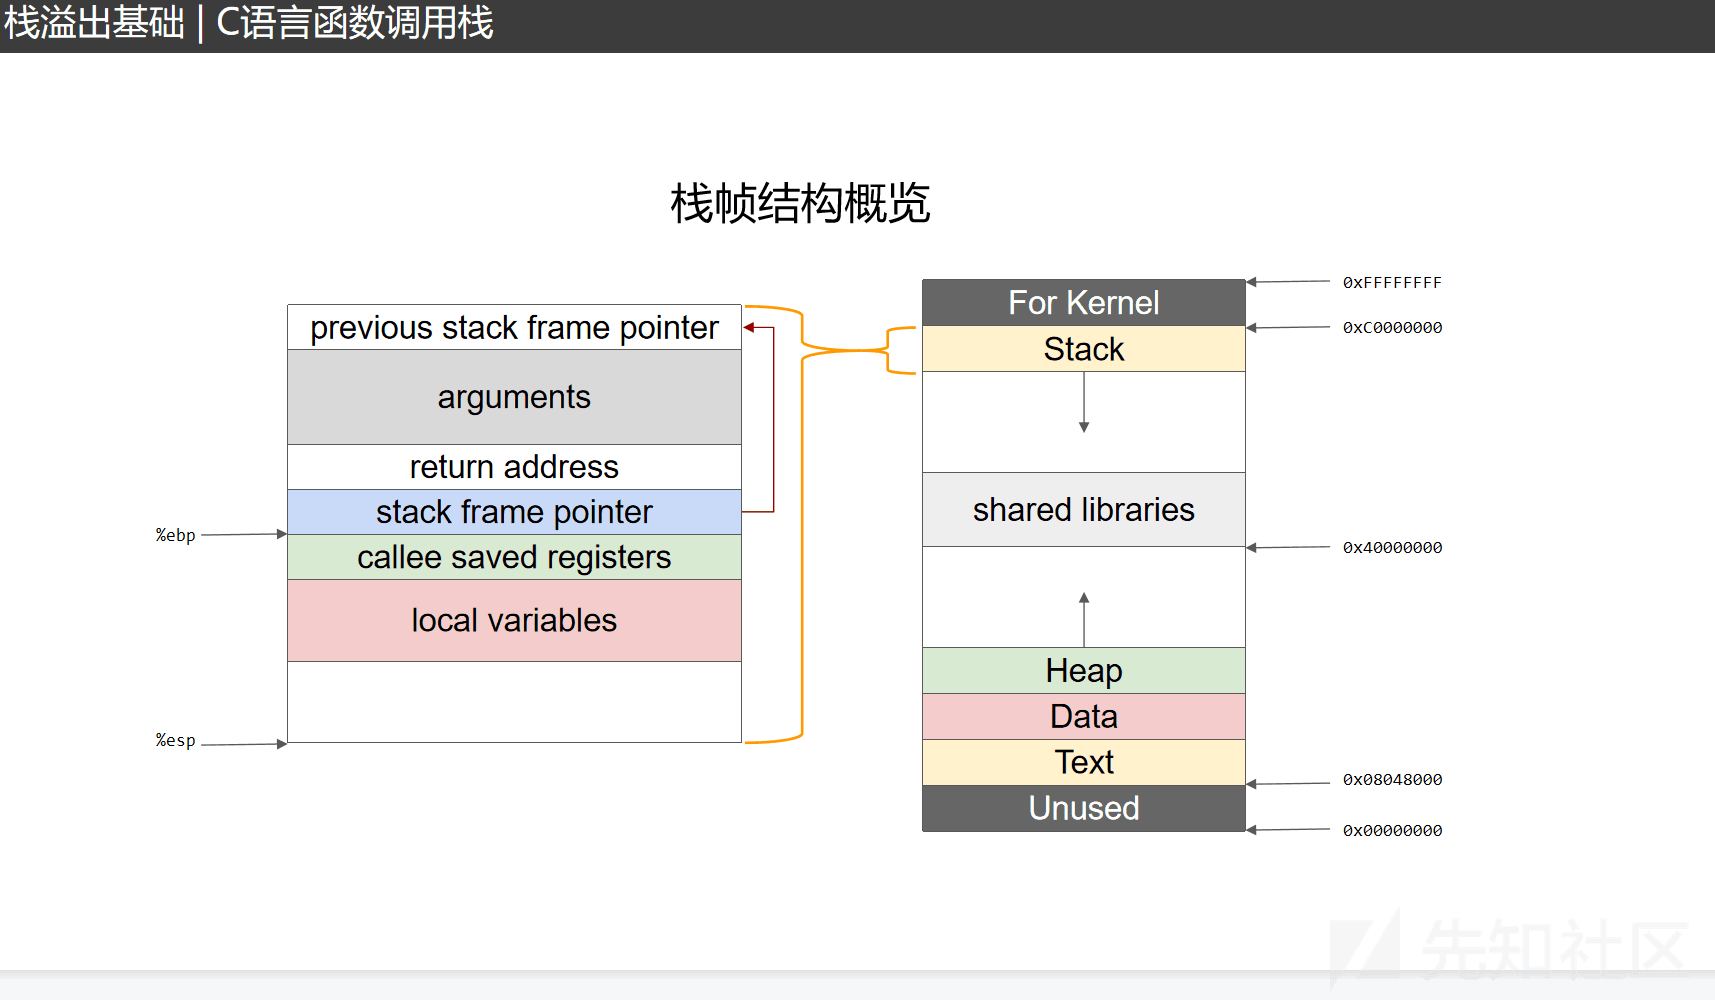 栈溢出基础 | C语言函数调用栈
栈帧结构概览
previous stack frame pointer
arguments
return address
stack frame pointer
%ebp
callee saved registers
local variables
%esp
For Kernel
0xFFFFFFFF
0xC0000000
Stack
shared libraries
0x40000000
Heap
Data
Text
0x08048000
Unused
0x00000000
先知社区